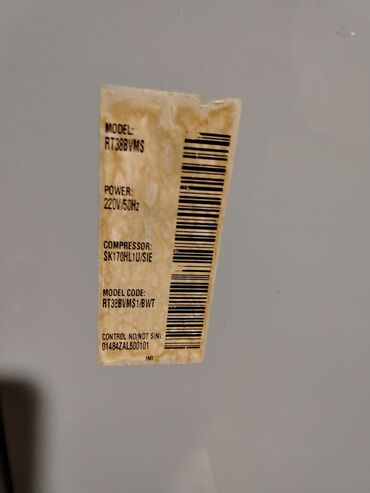 MODEL:
RT38BVMS
POWER:
220V/50Hz
COMPRESSOR:
SK170HL1U/SIE
MODEL CODE:
RT38BVMS1/BWT
CONTROL NO(NOT S/N):
01484ZAL500101
(M)